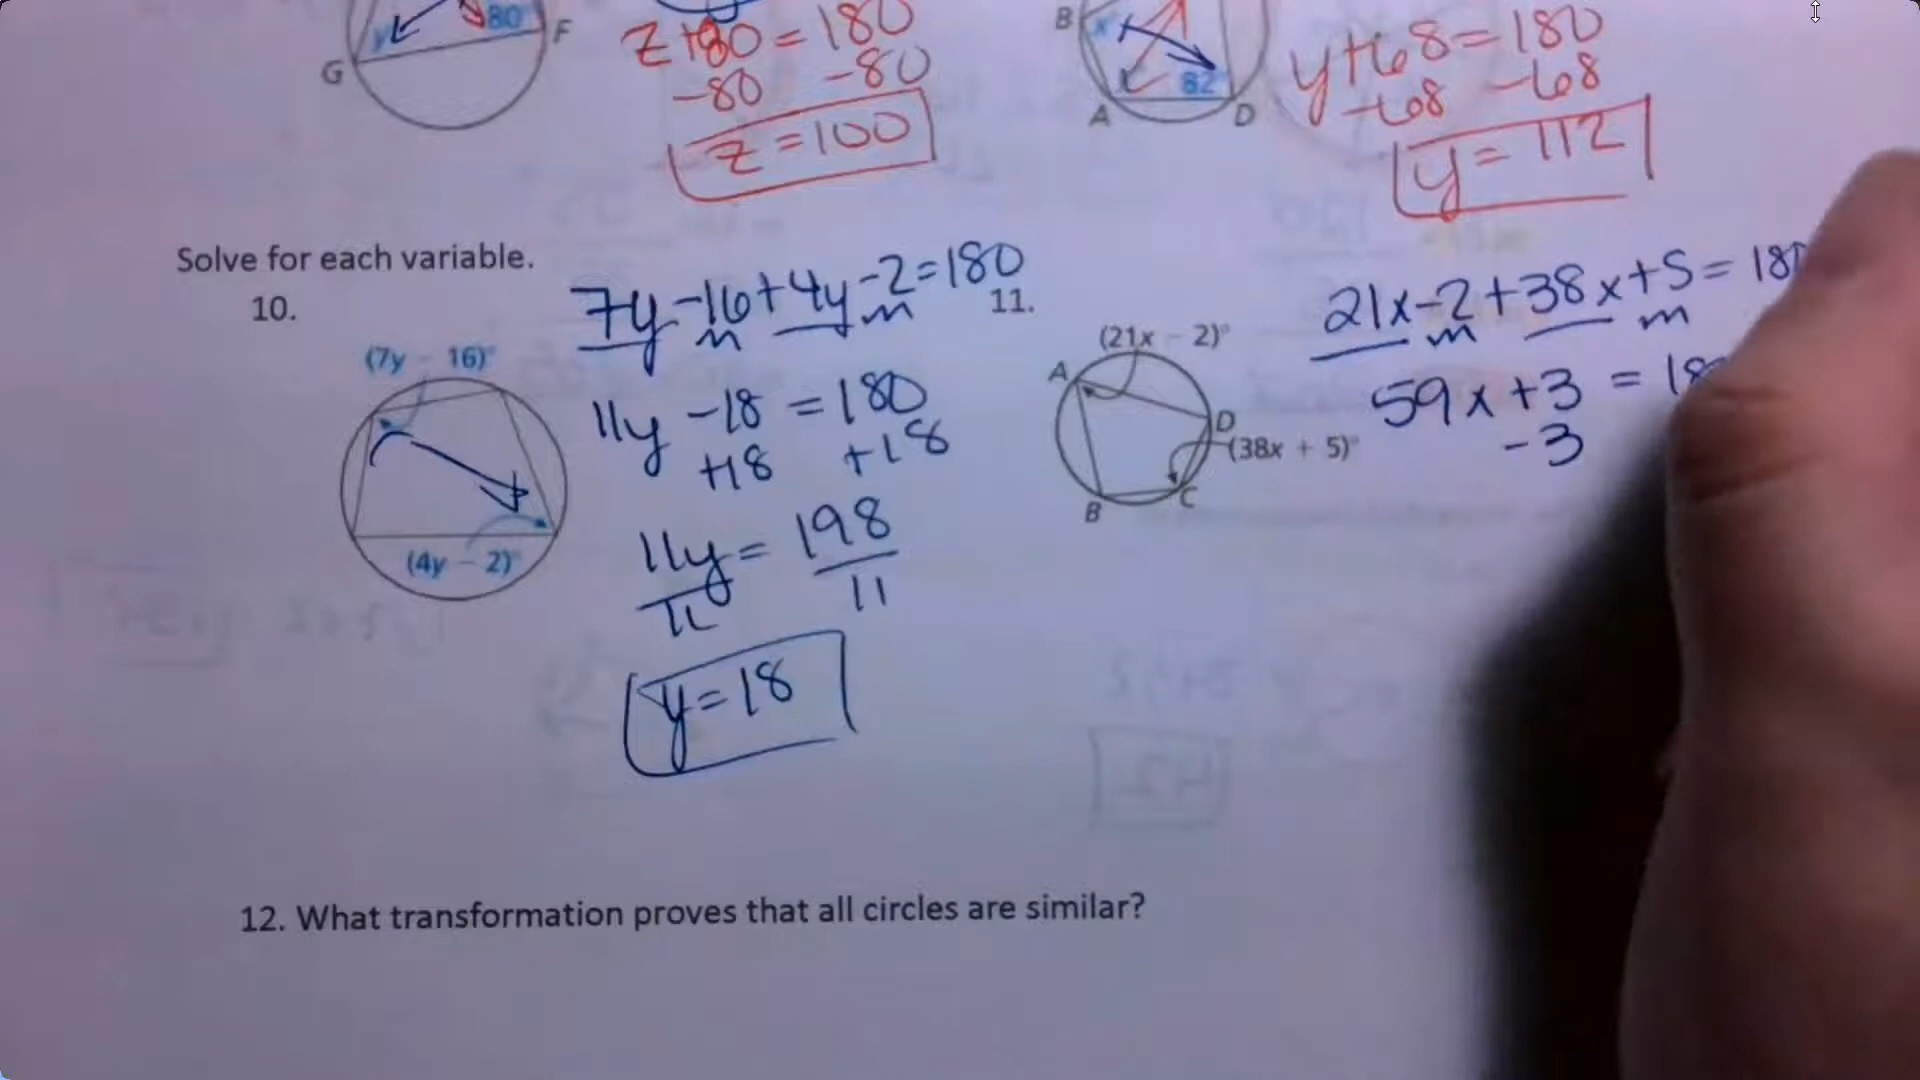 y 80
F
G
z + 80 = 180
-80 -80
z = 100
B x
82
A D
y + 68 = 180
-68 -68
y = 112
Solve for each variable.
10.
(7y - 16)°
(4y - 2)°
7y - 16 + 4y - 2 = 180
11y - 18 = 180
+18 +18
11y = 198
11 11
y = 18
11.
(21x - 2)°
A
D
(38x + 5)°
B C
21x - 2 + 38x + 5 = 180
59x + 3 = 18
-3
12. What transformation proves that all circles are similar?